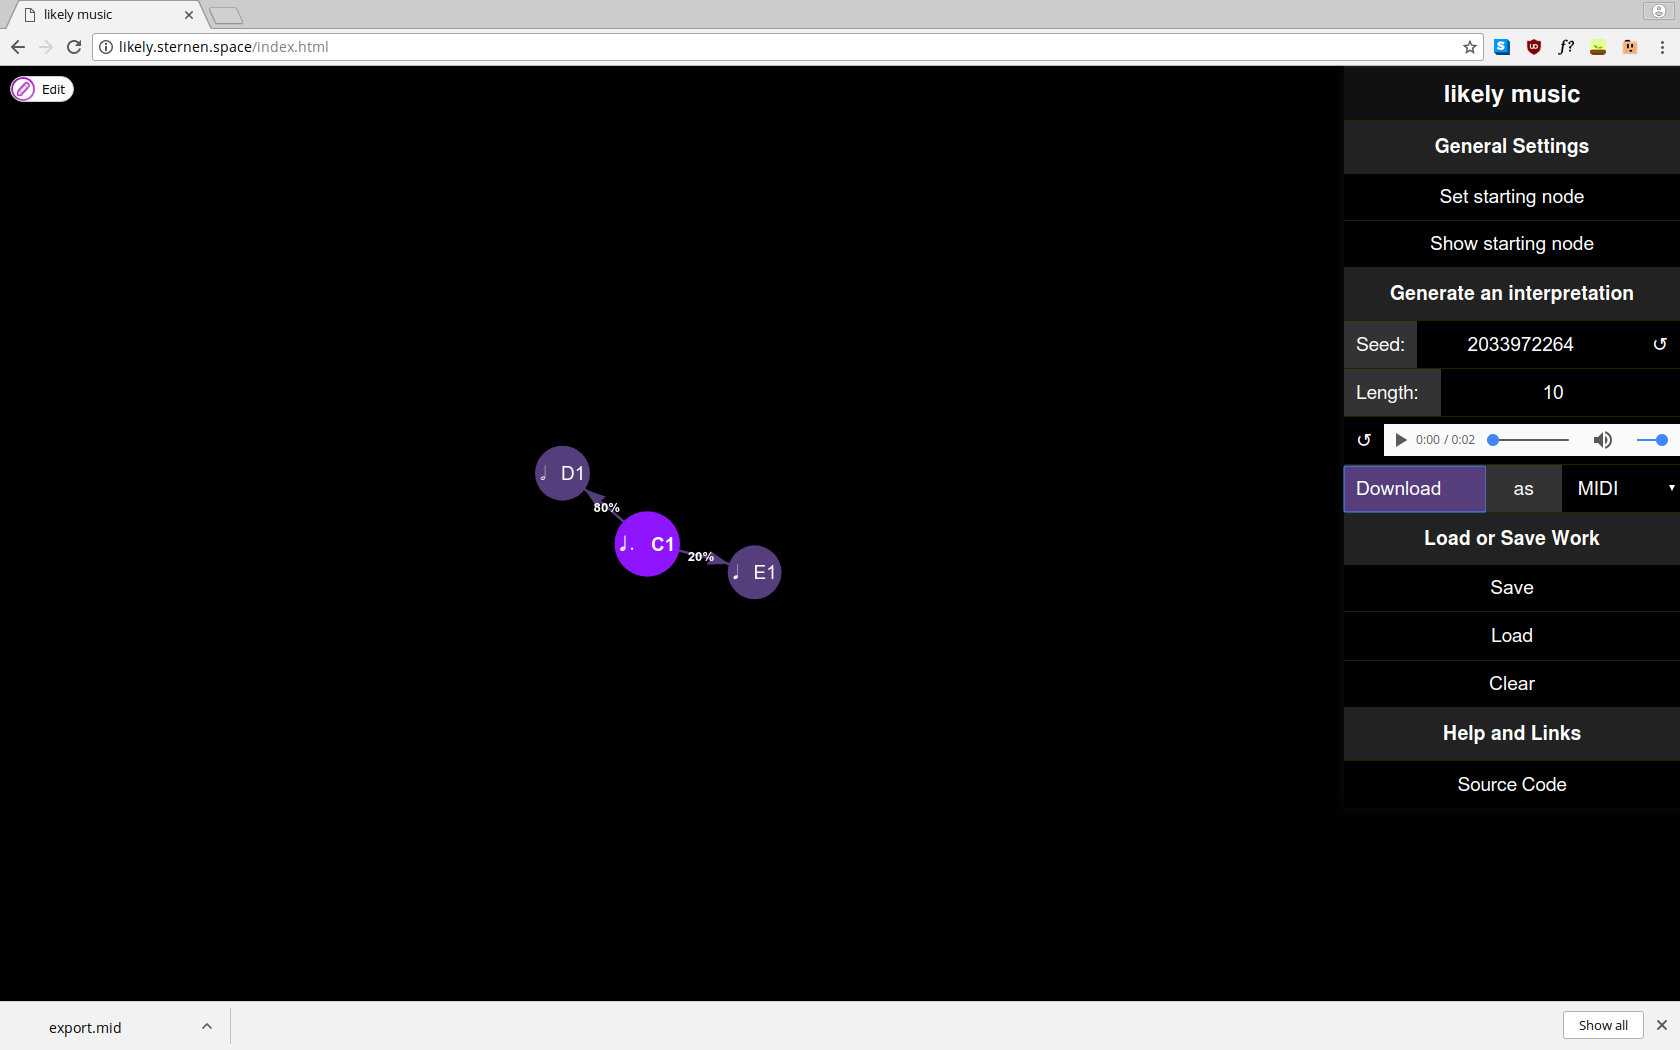 likely music
likely.sternen.space/index.html
f?
Edit
likely music
General Settings
Set starting node
Show starting node
Generate an interpretation
Seed: 2033972264 ↺
Length: 10
↺ 0:00 / 0:02
Download as MIDI
D1
80%
C1
20%
E1
Load or Save Work
Save
Load
Clear
Help and Links
Source Code
export.mid
Show all